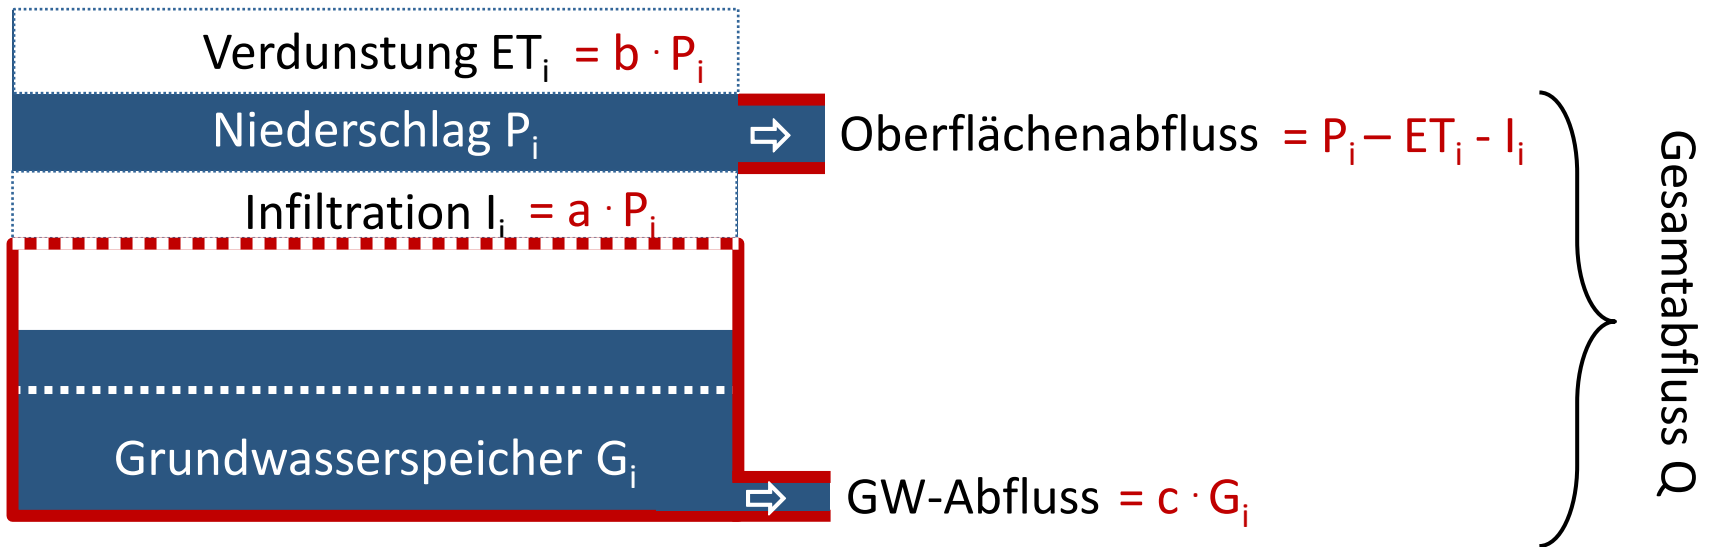 Verdunstung ETi = b · Pi
Niederschlag Pi
Oberflächenabfluss = Pi – ETi - Ii
Infiltration Ii = a · Pi
Grundwasserspeicher Gi
GW-Abfluss = c · Gi
Gesamtabfluss Q